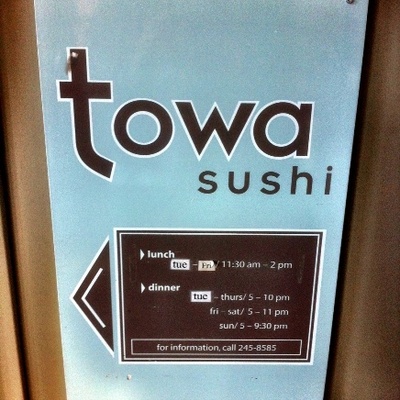 towa
sushi
lunch
tue – Fri / 11:30 am – 2 pm
dinner
tue – thurs/ 5 – 10 pm
fri – sat/ 5 – 11 pm
sun/ 5 – 9:30 pm
for information, call 245-8585